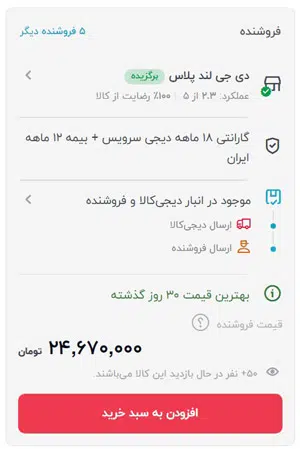 فروشنده
۵ فروشنده دیگر
دی جی لند پلاس برگزیده
عملکرد: ۲.۳ از ۵ | ۱۰۰٪ رضایت از کالا
گارانتی ۱۸ ماهه دیجی سرویس + بیمه ۱۲ ماهه
ایران
موجود در انبار دیجی‌کالا و فروشنده
ارسال دیجی‌کالا
ارسال فروشنده
بهترین قیمت ۳۰ روز گذشته
قیمت فروشنده ?
۲۴,۶۷۰,۰۰۰ تومان
۵۰+ نفر در حال بازدید این کالا می‌باشند.
افزودن به سبد خرید